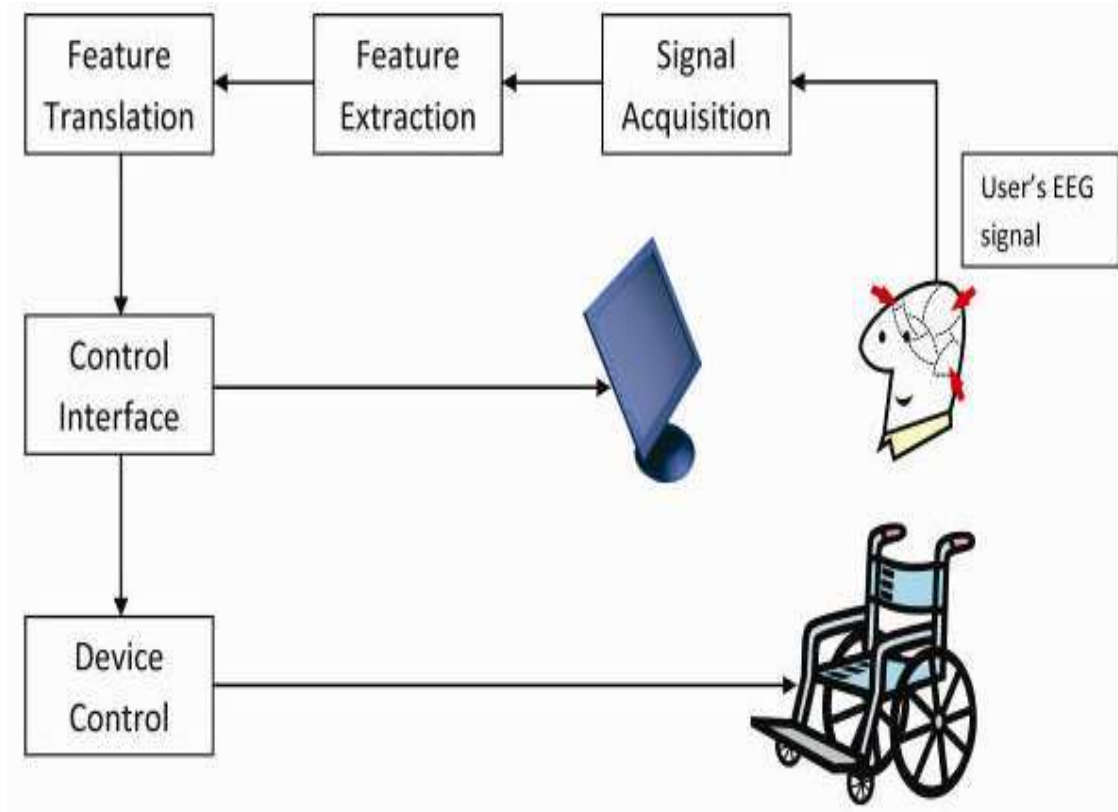 Feature
Translation
Feature
Extraction
Signal
Acquisition
User's EEG
signal
Control
Interface
Device
Control